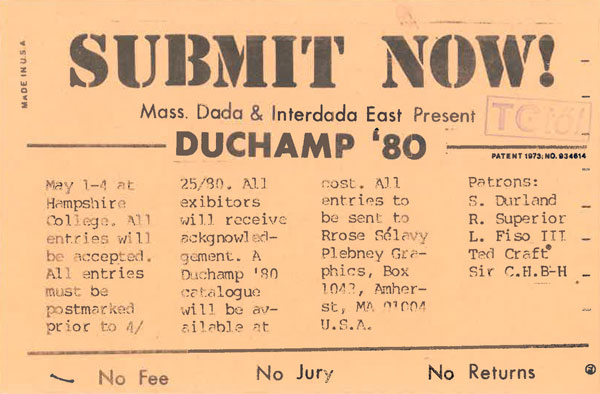 MADE IN U.S.A.
SUBMIT NOW!
Mass. Dada & Interdada East Present
DUCHAMP '80
PATENT 1973; NO. 934614
May 1-4 at
Hampshire
College. All
entries will
be accepted.
All entries
must be
postmarked
prior to 4/
25/80. All
exibitors
will receive
ackgnowled-
gement. A
Duchamp '80
catalogue
will be av-
ailable at
cost. All
entries to
be sent to
Rrose Sélavy
Plebney Gra-
phics, Box
1042, Amher-
st, MA 01004
U.S.A.
Patrons:
S. Durland
R. Superior
L. Fiso III
Ted Craft
Sir C.H.B-H
No Fee No Jury No Returns